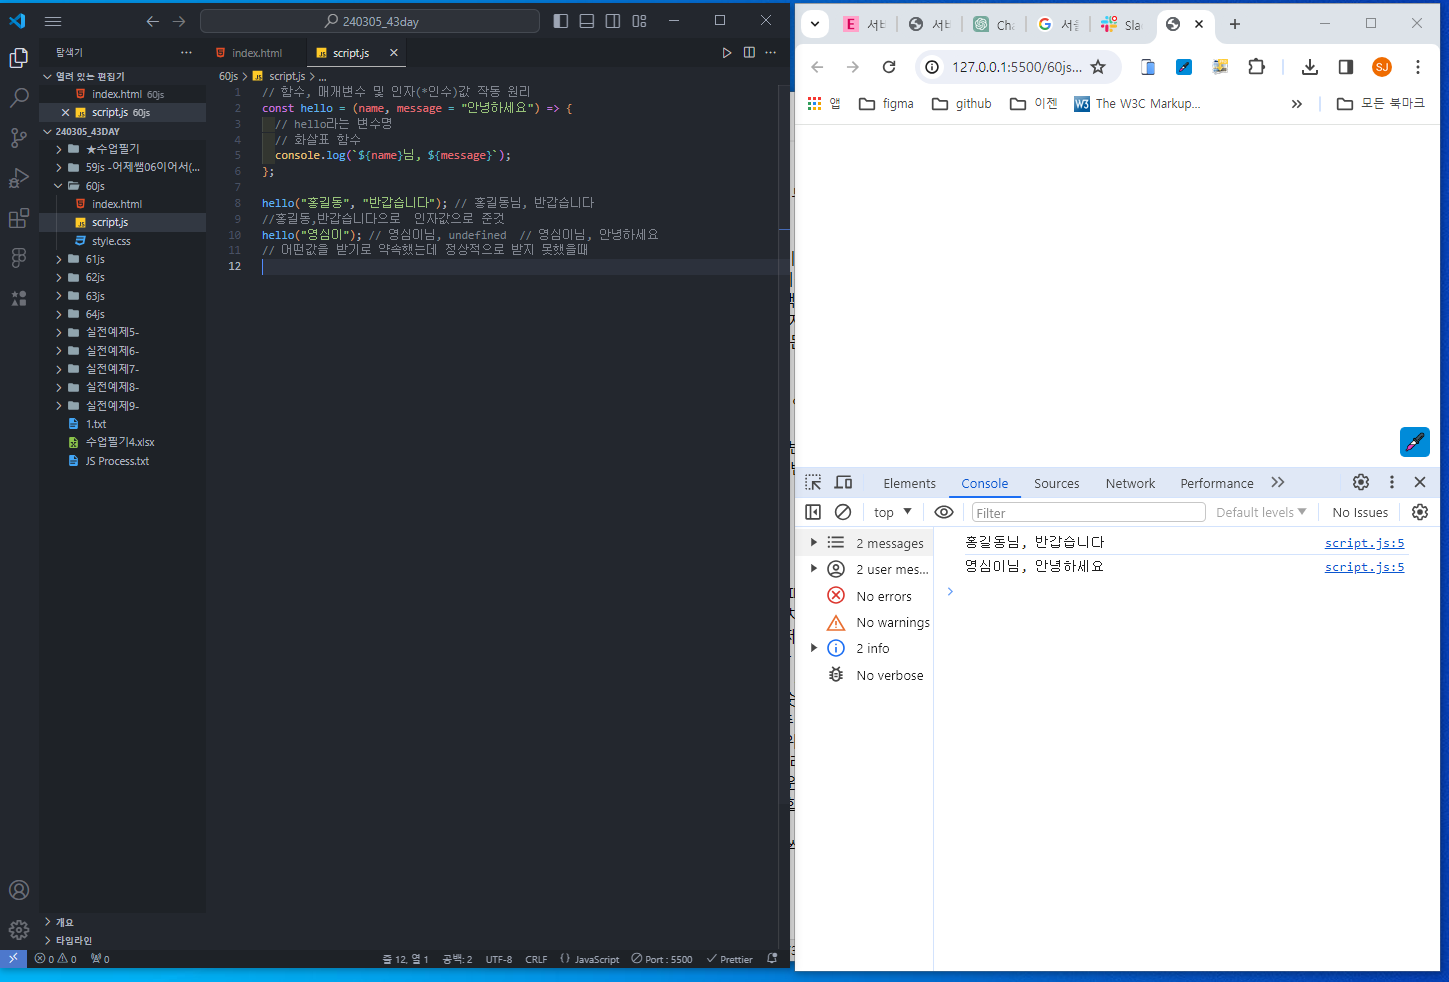 240305_43day
탐색기
index.html
script.js
열려 있는 편집기
index.html 60js
script.js 60js
240305_43DAY
★수업필기
59js -어제쌤06이어서(...
60js
index.html
script.js
style.css
61js
62js
63js
64js
실전예제5-
실전예제6-
실전예제7-
실전예제8-
실전예제9-
1.txt
수업필기4.xlsx
JS Process.txt
개요
타임라인
60js > JS script.js > ...
1 // 함수, 매개변수 및 인자(*인수)값 작동 원리
2 const hello = (name, message = "안녕하세요") => {
3 // hello라는 변수명
4 // 화살표 함수
5 console.log(`${name}님, ${message}`);
6 };
7
8 hello("홍길동", "반갑습니다"); // 홍길동님, 반갑습니다
9 //홍길동,반갑습니다으로  인자값으로 준것
10 hello("영심이"); // 영심이님, undefined  // 영심이님, 안녕하세요
11 // 어떤값을 받기로 약속했는데 정상적으로 받지 못했을때
12
0 0 0 줄 12, 열 1 공백: 2 UTF-8 CRLF {} JavaScript Port : 5500 Prettier
E
Cha
G
Sla
127.0.0.1:5500/60js...
SJ
앱 figma github 이젠 W3 The W3C Markup... » 모든 북마크
Elements Console Sources Network Performance
top Filter Default levels No Issues
2 messages
2 user mes...
No errors
No warnings
2 info
No verbose
홍길동님, 반갑습니다 script.js:5
영심이님, 안녕하세요 script.js:5